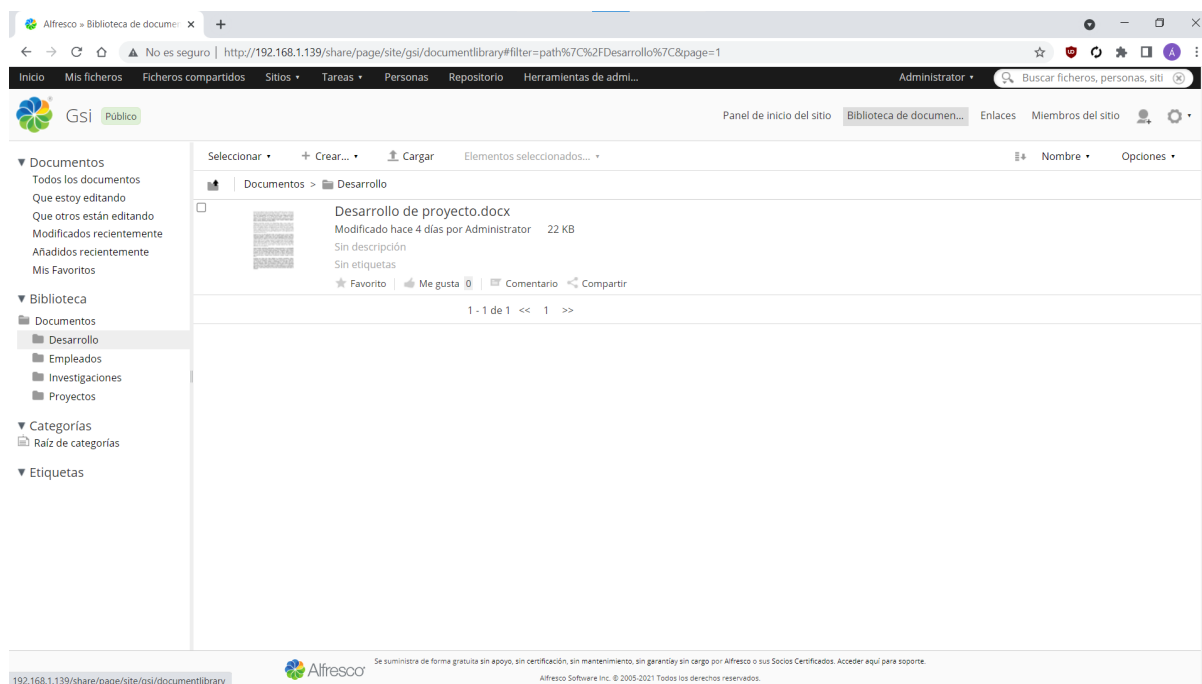 Alfresco » Biblioteca de documen
No es seguro | http://192.168.1.139/share/page/site/gsi/documentlibrary#filter=path%7C%2FDesarrollo%7C&page=1
Inicio Mis ficheros Ficheros compartidos Sitios Tareas Personas Repositorio Herramientas de admi... Administrator Buscar ficheros, personas, siti
Gsi Público Panel de inicio del sitio Biblioteca de documen... Enlaces Miembros del sitio
Seleccionar + Crear... Cargar Elementos seleccionados... Nombre Opciones
Documentos > Desarrollo
Documentos
Todos los documentos
Que estoy editando
Que otros están editando
Modificados recientemente
Añadidos recientemente
Mis Favoritos
Biblioteca
Documentos
Desarrollo
Empleados
Investigaciones
Proyectos
Categorías
Raíz de categorías
Etiquetas
Desarrollo de proyecto.docx
Modificado hace 4 días por Administrator 22 KB
Sin descripción
Sin etiquetas
Favorito Me gusta 0 Comentario Compartir
1 - 1 de 1 << 1 >>
Alfresco
Se suministra de forma gratuita sin apoyo, sin certificación, sin mantenimiento, sin garantíay sin cargo por Alfresco o sus Socios Certificados. Acceder aquí para soporte.
Alfresco Software Inc. © 2005-2021 Todos los derechos reservados.
192.168.1.139/share/page/site/gsi/documentlibrary